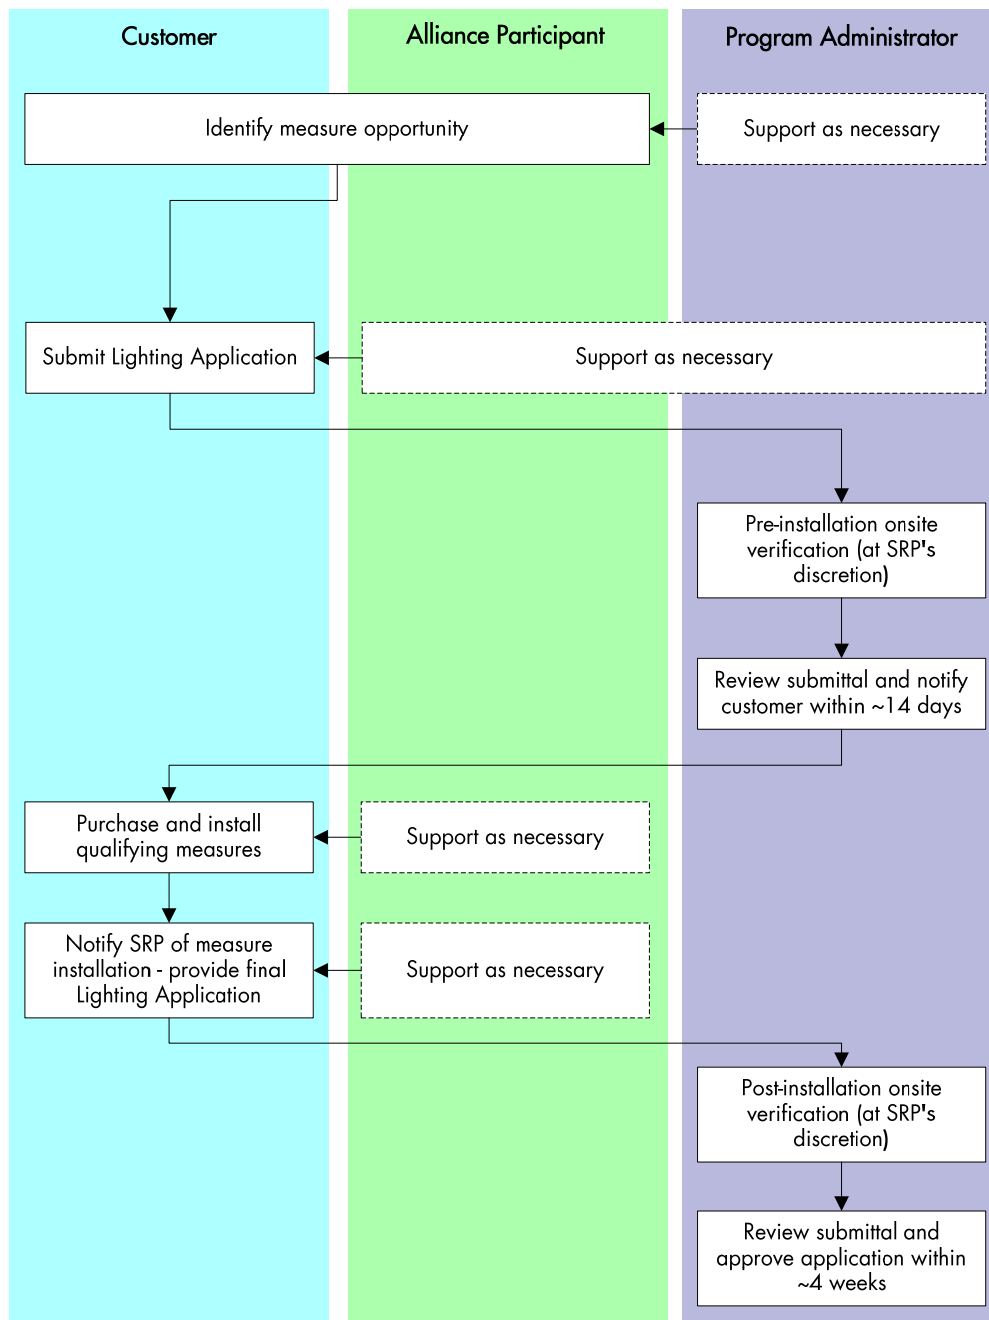 Customer
Alliance Participant
Program Administrator
Identify measure opportunity
Support as necessary
Submit Lighting Application
Support as necessary
Pre-installation onsite
verification (at SRP's
discretion)
Review submittal and notify
customer within ~14 days
Purchase and install
qualifying measures
Support as necessary
Notify SRP of measure
installation - provide final
Lighting Application
Support as necessary
Post-installation onsite
verification (at SRP's
discretion)
Review submittal and
approve application within
~4 weeks